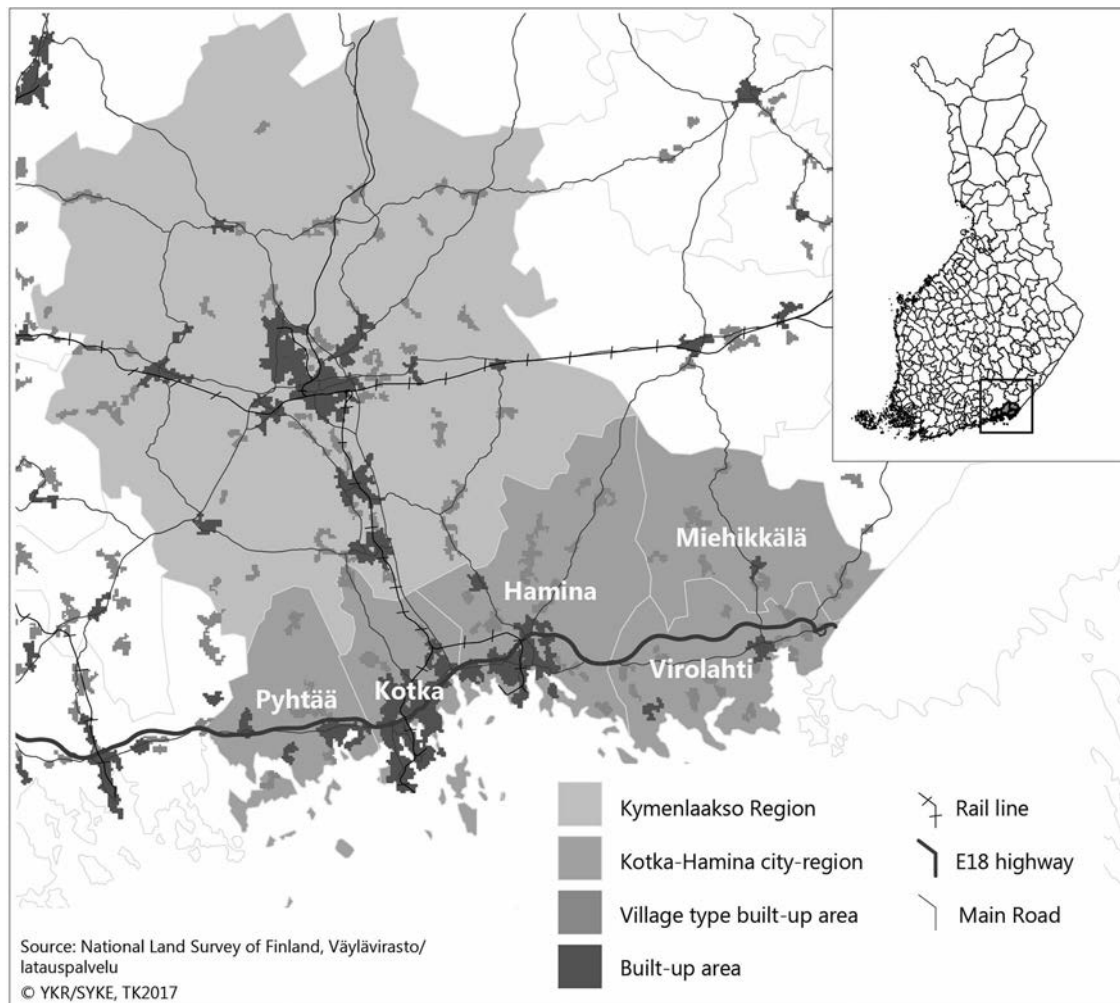 Miehikkälä
Hamina
Virolahti
Pyhtää
Kotka
Kymenlaakso Region
Kotka-Hamina city-region
Village type built-up area
Built-up area
Rail line
E18 highway
Main Road
Source: National Land Survey of Finland, Väylävirasto/
latauspalvelu
© YKR/SYKE, TK2017